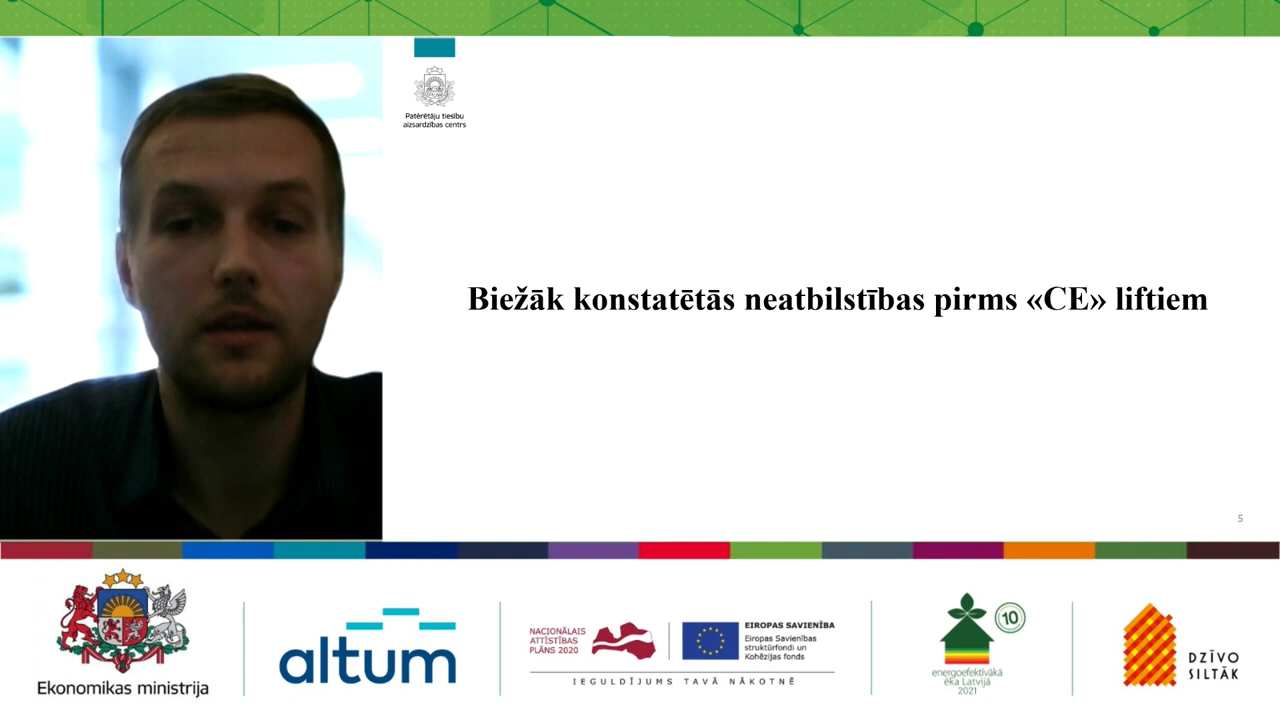 Patērētāju tiesību
aizsardzības centrs
Biežāk konstatētās neatbilstības pirms «CE» liftiem
5
Ekonomikas ministrija
altum
NACIONĀLAIS
ATTĪSTĪBAS
PLĀNS 2020
EIROPAS SAVIENĪBA
Eiropas Savienības
struktūrfondi un
Kohēzijas fonds
IEGULDĪJUMS TAVĀ NĀKOTNĒ
10
energoefektīvākā
ēka Latvijā
2021
DZĪVO
SILTĀK